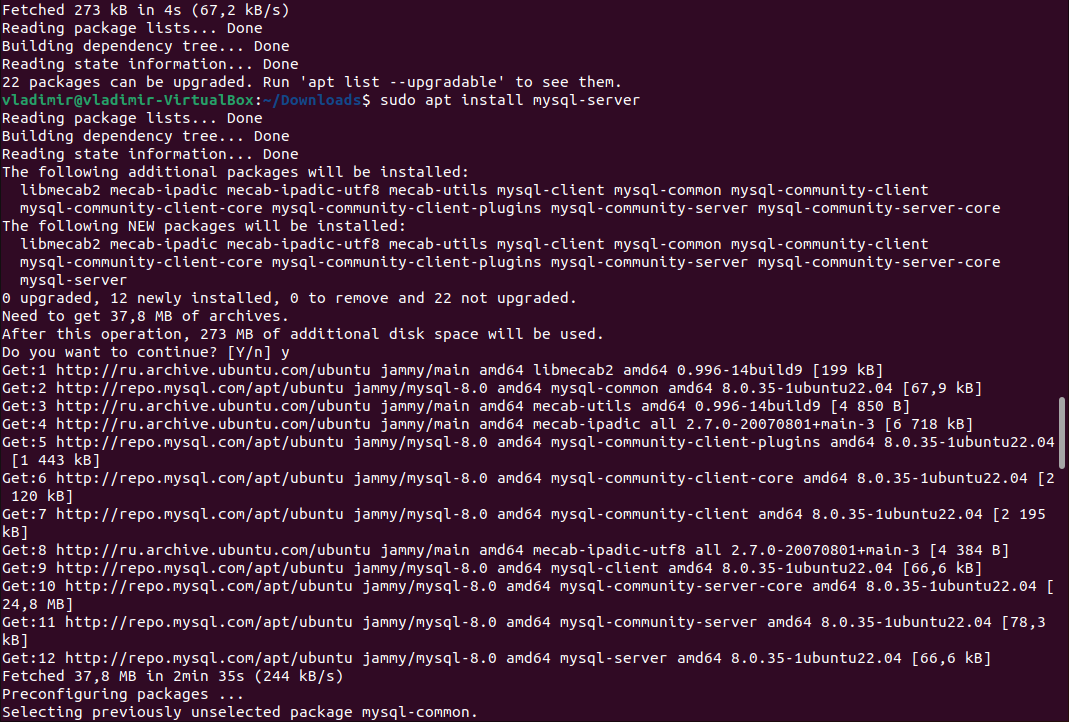 Fetched 273 kB in 4s (67,2 kB/s)
Reading package lists... Done
Building dependency tree... Done
Reading state information... Done
22 packages can be upgraded. Run 'apt list --upgradable' to see them.
vladimir@vladimir-VirtualBox:~/Downloads$ sudo apt install mysql-server
Reading package lists... Done
Building dependency tree... Done
Reading state information... Done
The following additional packages will be installed:
  libmecab2 mecab-ipadic mecab-ipadic-utf8 mecab-utils mysql-client mysql-common mysql-community-client
  mysql-community-client-core mysql-community-client-plugins mysql-community-server mysql-community-server-core
The following NEW packages will be installed:
  libmecab2 mecab-ipadic mecab-ipadic-utf8 mecab-utils mysql-client mysql-common mysql-community-client
  mysql-community-client-core mysql-community-client-plugins mysql-community-server mysql-community-server-core
  mysql-server
0 upgraded, 12 newly installed, 0 to remove and 22 not upgraded.
Need to get 37,8 MB of archives.
After this operation, 273 MB of additional disk space will be used.
Do you want to continue? [Y/n] y
Get:1 http://ru.archive.ubuntu.com/ubuntu jammy/main amd64 libmecab2 amd64 0.996-14build9 [199 kB]
Get:2 http://repo.mysql.com/apt/ubuntu jammy/mysql-8.0 amd64 mysql-common amd64 8.0.35-1ubuntu22.04 [67,9 kB]
Get:3 http://ru.archive.ubuntu.com/ubuntu jammy/main amd64 mecab-utils amd64 0.996-14build9 [4 850 B]
Get:4 http://ru.archive.ubuntu.com/ubuntu jammy/main amd64 mecab-ipadic all 2.7.0-20070801+main-3 [6 718 kB]
Get:5 http://repo.mysql.com/apt/ubuntu jammy/mysql-8.0 amd64 mysql-community-client-plugins amd64 8.0.35-1ubuntu22.04
 [1 443 kB]
Get:6 http://repo.mysql.com/apt/ubuntu jammy/mysql-8.0 amd64 mysql-community-client-core amd64 8.0.35-1ubuntu22.04 [2
 120 kB]
Get:7 http://repo.mysql.com/apt/ubuntu jammy/mysql-8.0 amd64 mysql-community-client amd64 8.0.35-1ubuntu22.04 [2 195
kB]
Get:8 http://ru.archive.ubuntu.com/ubuntu jammy/main amd64 mecab-ipadic-utf8 all 2.7.0-20070801+main-3 [4 384 B]
Get:9 http://repo.mysql.com/apt/ubuntu jammy/mysql-8.0 amd64 mysql-client amd64 8.0.35-1ubuntu22.04 [66,6 kB]
Get:10 http://repo.mysql.com/apt/ubuntu jammy/mysql-8.0 amd64 mysql-community-server-core amd64 8.0.35-1ubuntu22.04 [
24,8 MB]
Get:11 http://repo.mysql.com/apt/ubuntu jammy/mysql-8.0 amd64 mysql-community-server amd64 8.0.35-1ubuntu22.04 [78,3
kB]
Get:12 http://repo.mysql.com/apt/ubuntu jammy/mysql-8.0 amd64 mysql-server amd64 8.0.35-1ubuntu22.04 [66,6 kB]
Fetched 37,8 MB in 2min 35s (244 kB/s)
Preconfiguring packages ...
Selecting previously unselected package mysql-common.